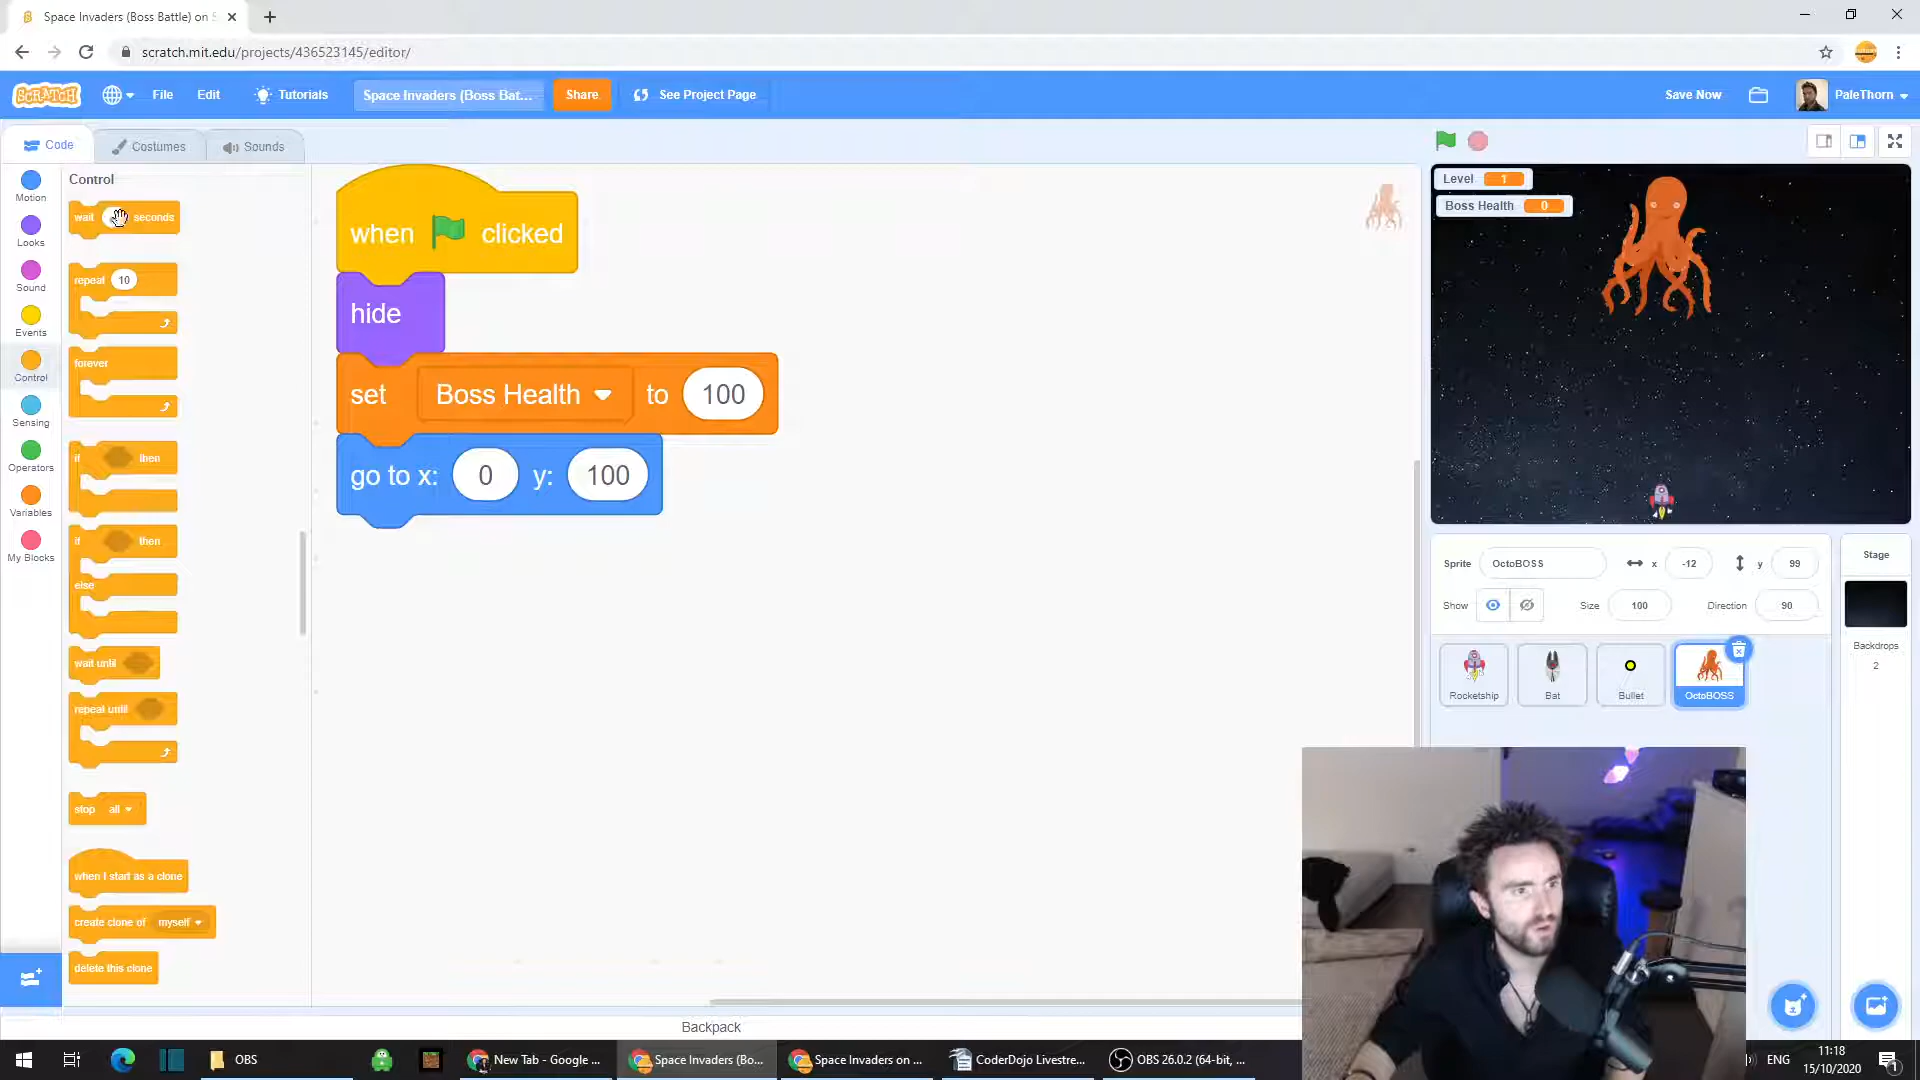 Space Invaders (Boss Battle) on S
scratch.mit.edu/projects/436523145/editor/
SCRATCH
File
Edit
Tutorials
Space Invaders (Boss Bat...
Share
See Project Page
Save Now
PaleThorn
Code
Costumes
Sounds
Motion
Looks
Sound
Events
Control
Sensing
Operators
Variables
My Blocks
Control
wait seconds
repeat 10
forever
if then
if then
else
wait until
repeat until
stop all
when I start as a clone
create clone of myself
delete this clone
when clicked
hide
set Boss Health to 100
go to x: 0 y: 100
Level 1
Boss Health 0
Sprite OctoBOSS x -12 y 99
Show Size 100 Direction 90
Rocketship
Bat
Bullet
OctoBOSS
Stage
Backdrops
2
Backpack
OBS
New Tab - Google ...
Space Invaders (Bo...
Space Invaders on ...
CoderDojo Livestre...
OBS 26.0.2 (64-bit, ...
ENG
11:18
15/10/2020
1